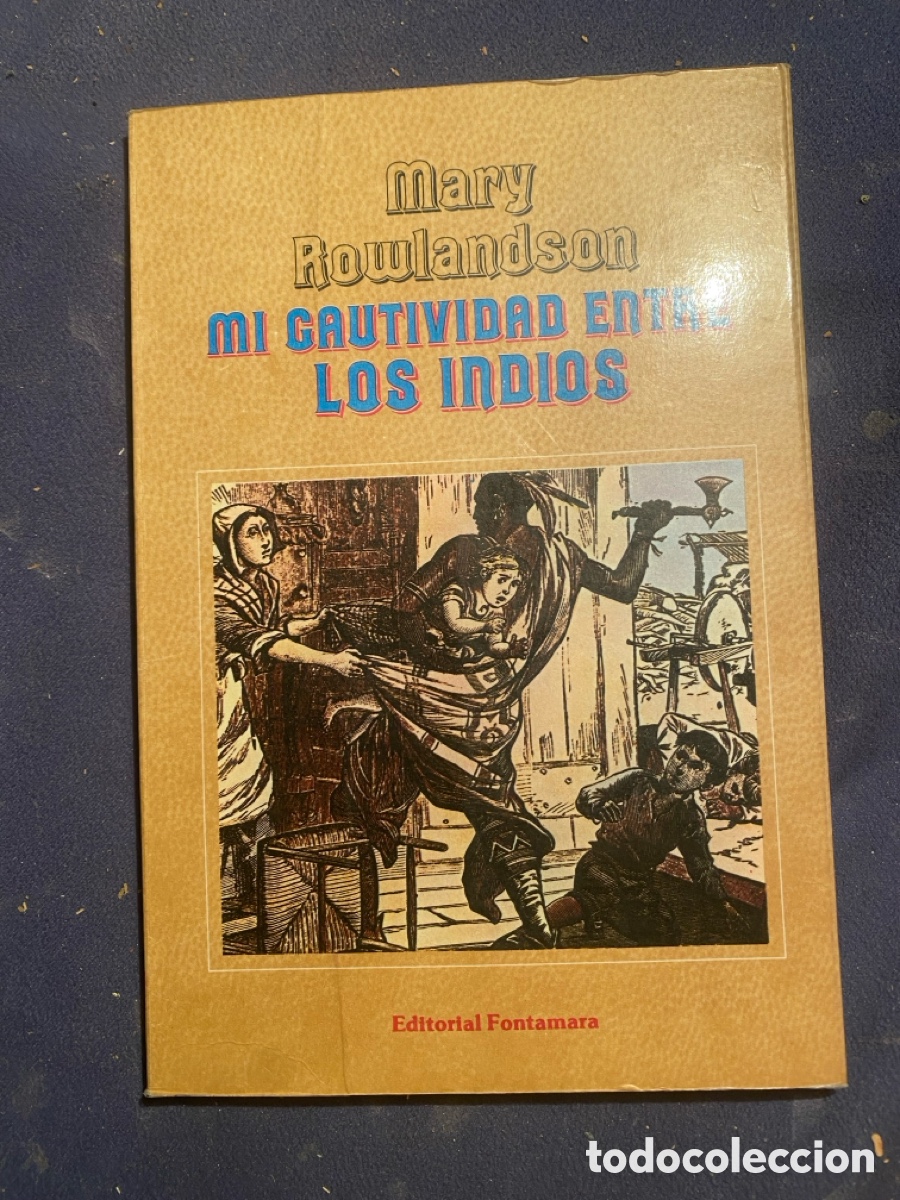 Mary
Rowlandson
MI CAUTIVIDAD ENTRE
LOS INDIOS
Editorial Fontamara
todocoleccion